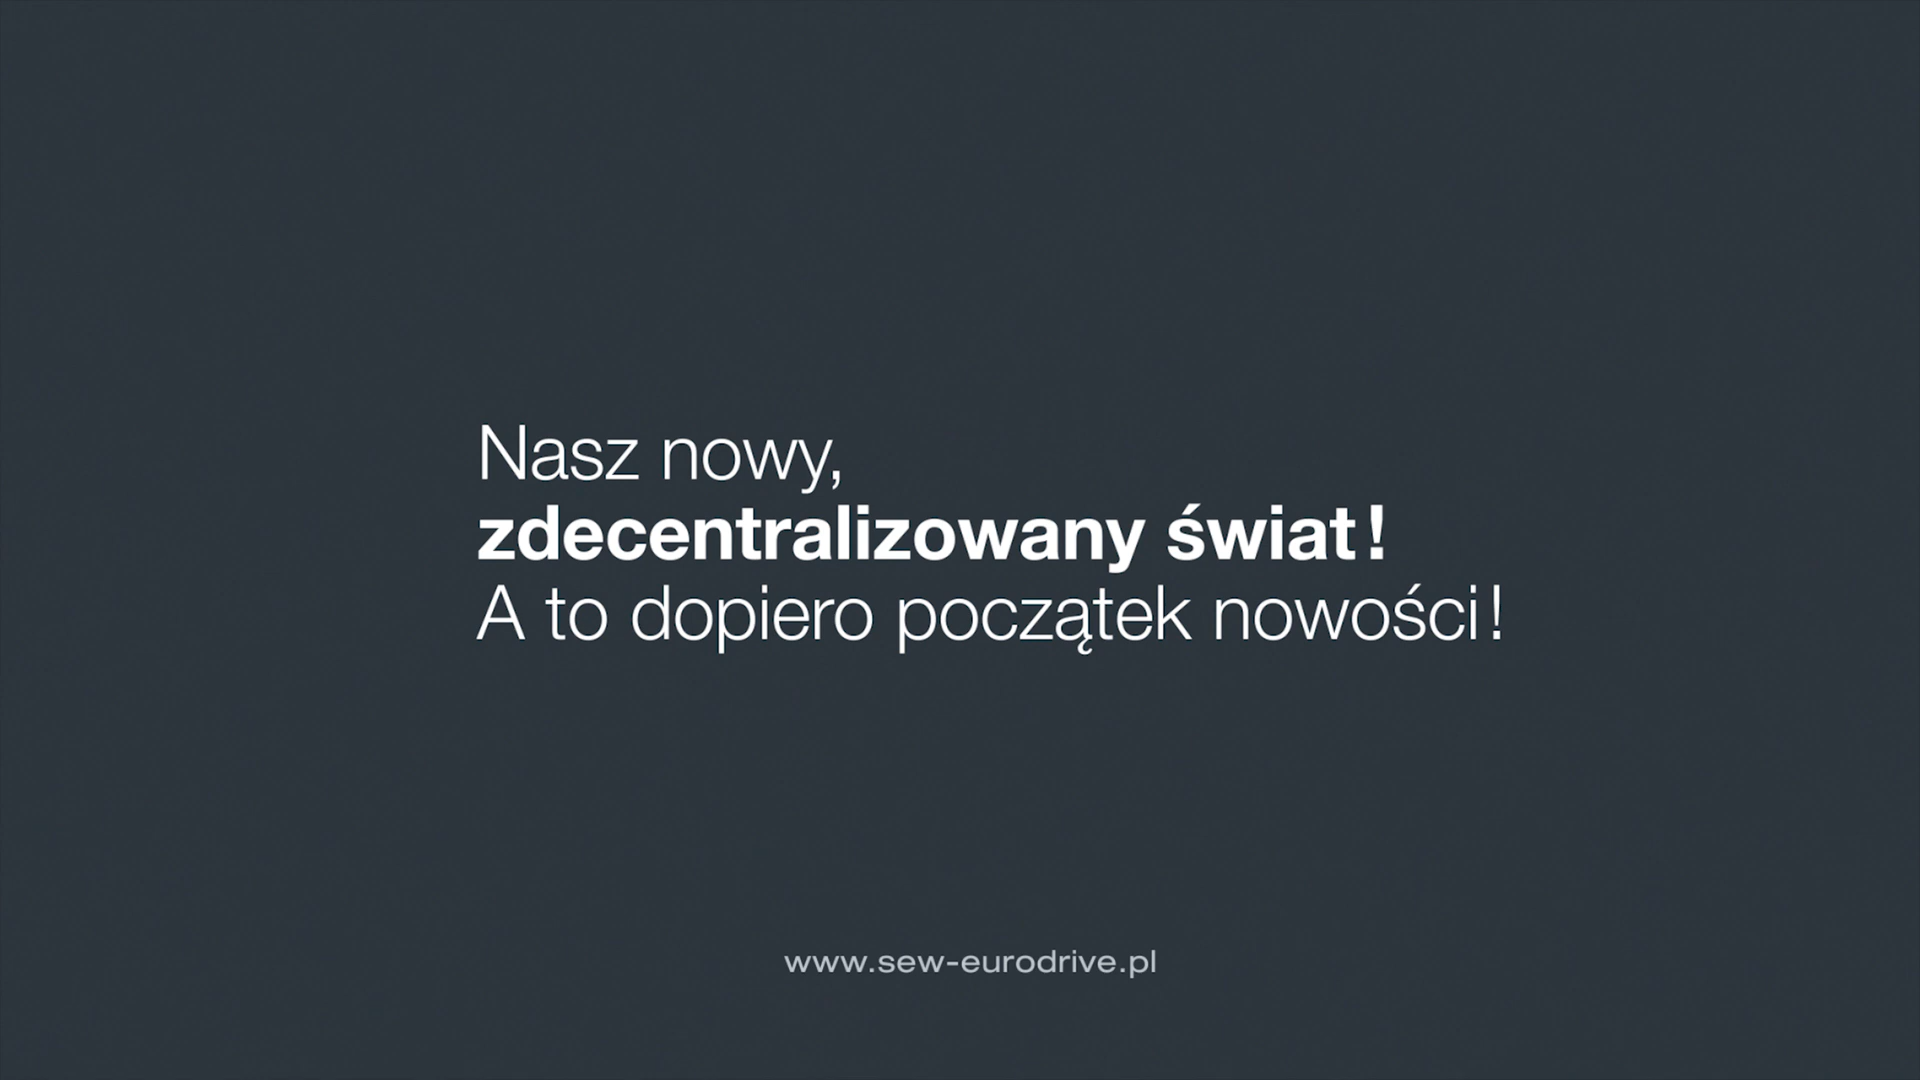 Nasz nowy,
zdecentralizowany świat!
A to dopiero początek nowości!
www.sew-eurodrive.pl